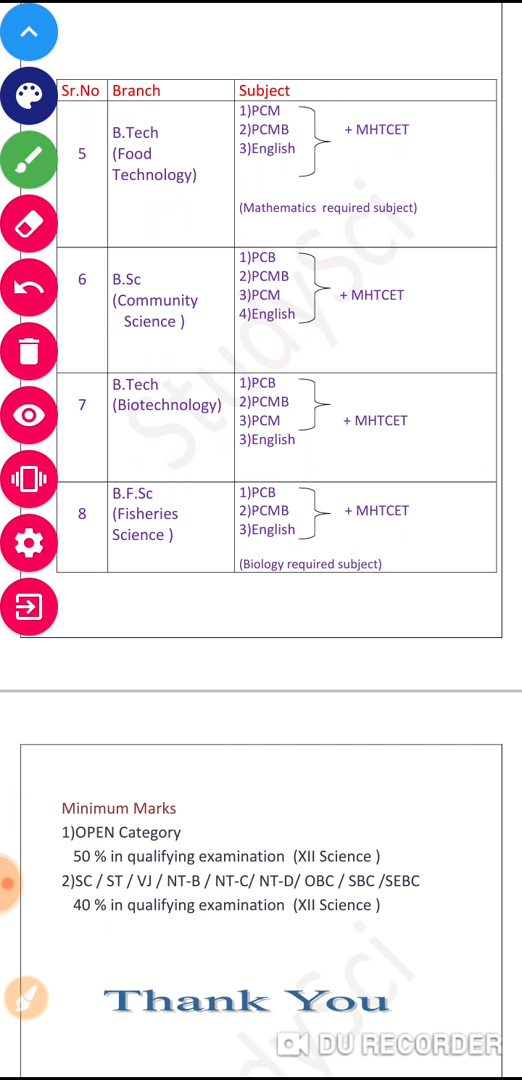 Sr.No Branch Subject
5 B.Tech (Food Technology)
1)PCM
2)PCMB
3)English
+ MHTCET
(Mathematics required subject)
6 B.Sc (Community Science )
1)PCB
2)PCMB
3)PCM
4)English
+ MHTCET
7 B.Tech (Biotechnology)
1)PCB
2)PCMB
3)PCM
3)English
+ MHTCET
8 B.F.Sc (Fisheries Science )
1)PCB
2)PCMB
3)English
+ MHTCET
(Biology required subject)
StudySci
Minimum Marks
1)OPEN Category
50 % in qualifying examination (XII Science )
2)SC / ST / VJ / NT-B / NT-C/ NT-D/ OBC / SBC /SEBC
40 % in qualifying examination (XII Science )
Thank You
dySci
DU RECORDER